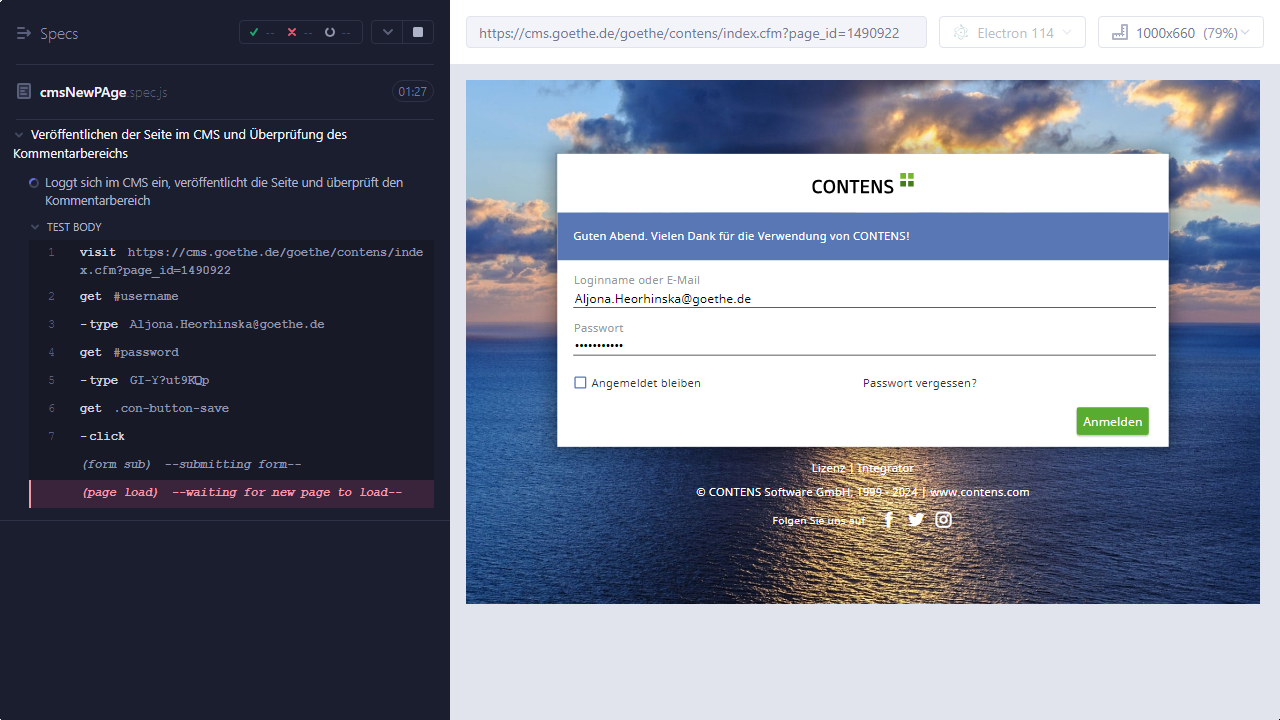 Specs
-- -- --
https://cms.goethe.de/goethe/contens/index.cfm?page_id=1490922
Electron 114
1000x660 (79%)
cmsNewPAge.spec.js
01:27
Veröffentlichen der Seite im CMS und Überprüfung des
Kommentarbereichs
Loggt sich im CMS ein, veröffentlicht die Seite und überprüft den
Kommentarbereich
TEST BODY
1 visit https://cms.goethe.de/goethe/contens/inde
x.cfm?page_id=1490922
2 get #username
3 -type Aljona.Heorhinska@goethe.de
4 get #password
5 -type
6 get .con-button-save
7 -click
(form sub) --submitting form--
(page load) --waiting for new page to load--
CONTENS
Guten Abend. Vielen Dank für die Verwendung von CONTENS!
Loginname oder E-Mail
Aljona.Heorhinska@goethe.de
Passwort
•••••••••••
Angemeldet bleiben
Passwort vergessen?
Anmelden
Lizenz | Integrator
© CONTENS Software GmbH, 1999 - 2024 | www.contens.com
Folgen Sie uns auf